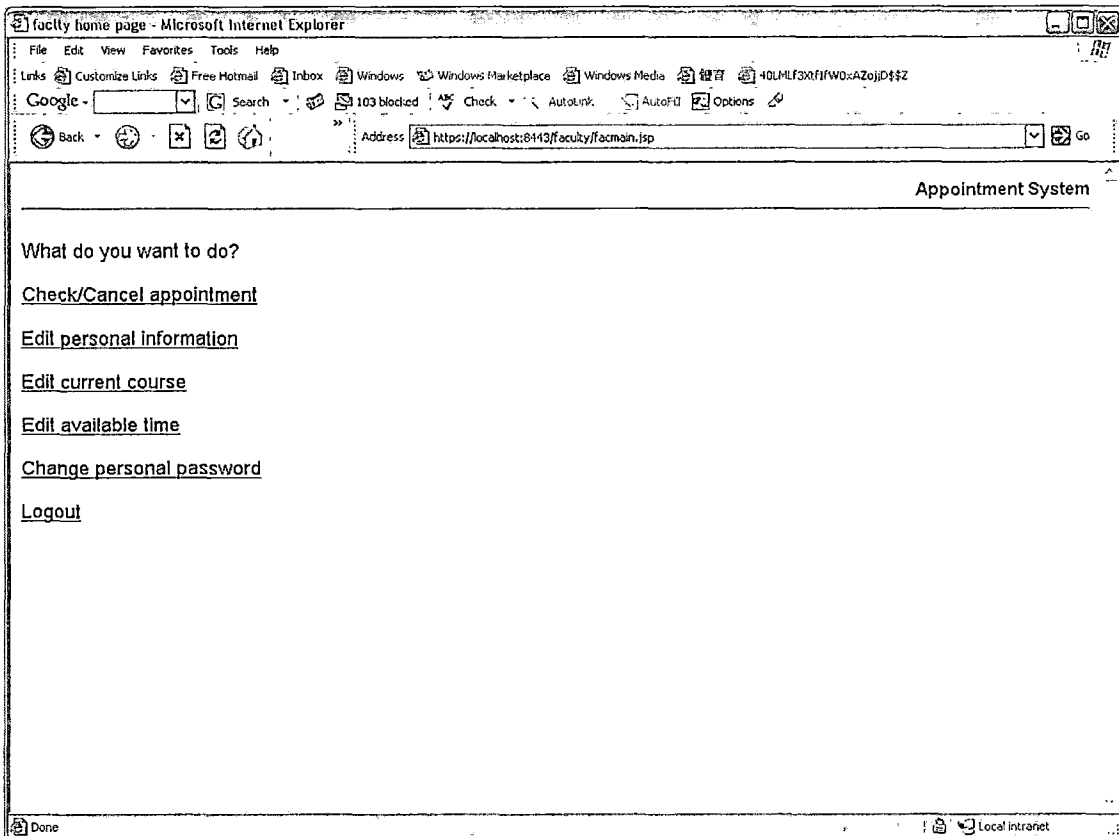 faclty home page - Microsoft Internet Explorer
File Edit View Favorites Tools Help
Links Customize Links Free Hotmail Inbox Windows Windows Marketplace Windows Media
Google - Search 103 blocked Check AutoLink AutoFill Options
Back Address https://localhost:8443/faculty/facmain.jsp Go
Appointment System
What do you want to do?
Check/Cancel appointment
Edit personal information
Edit current course
Edit available time
Change personal password
Logout
Done Local intranet